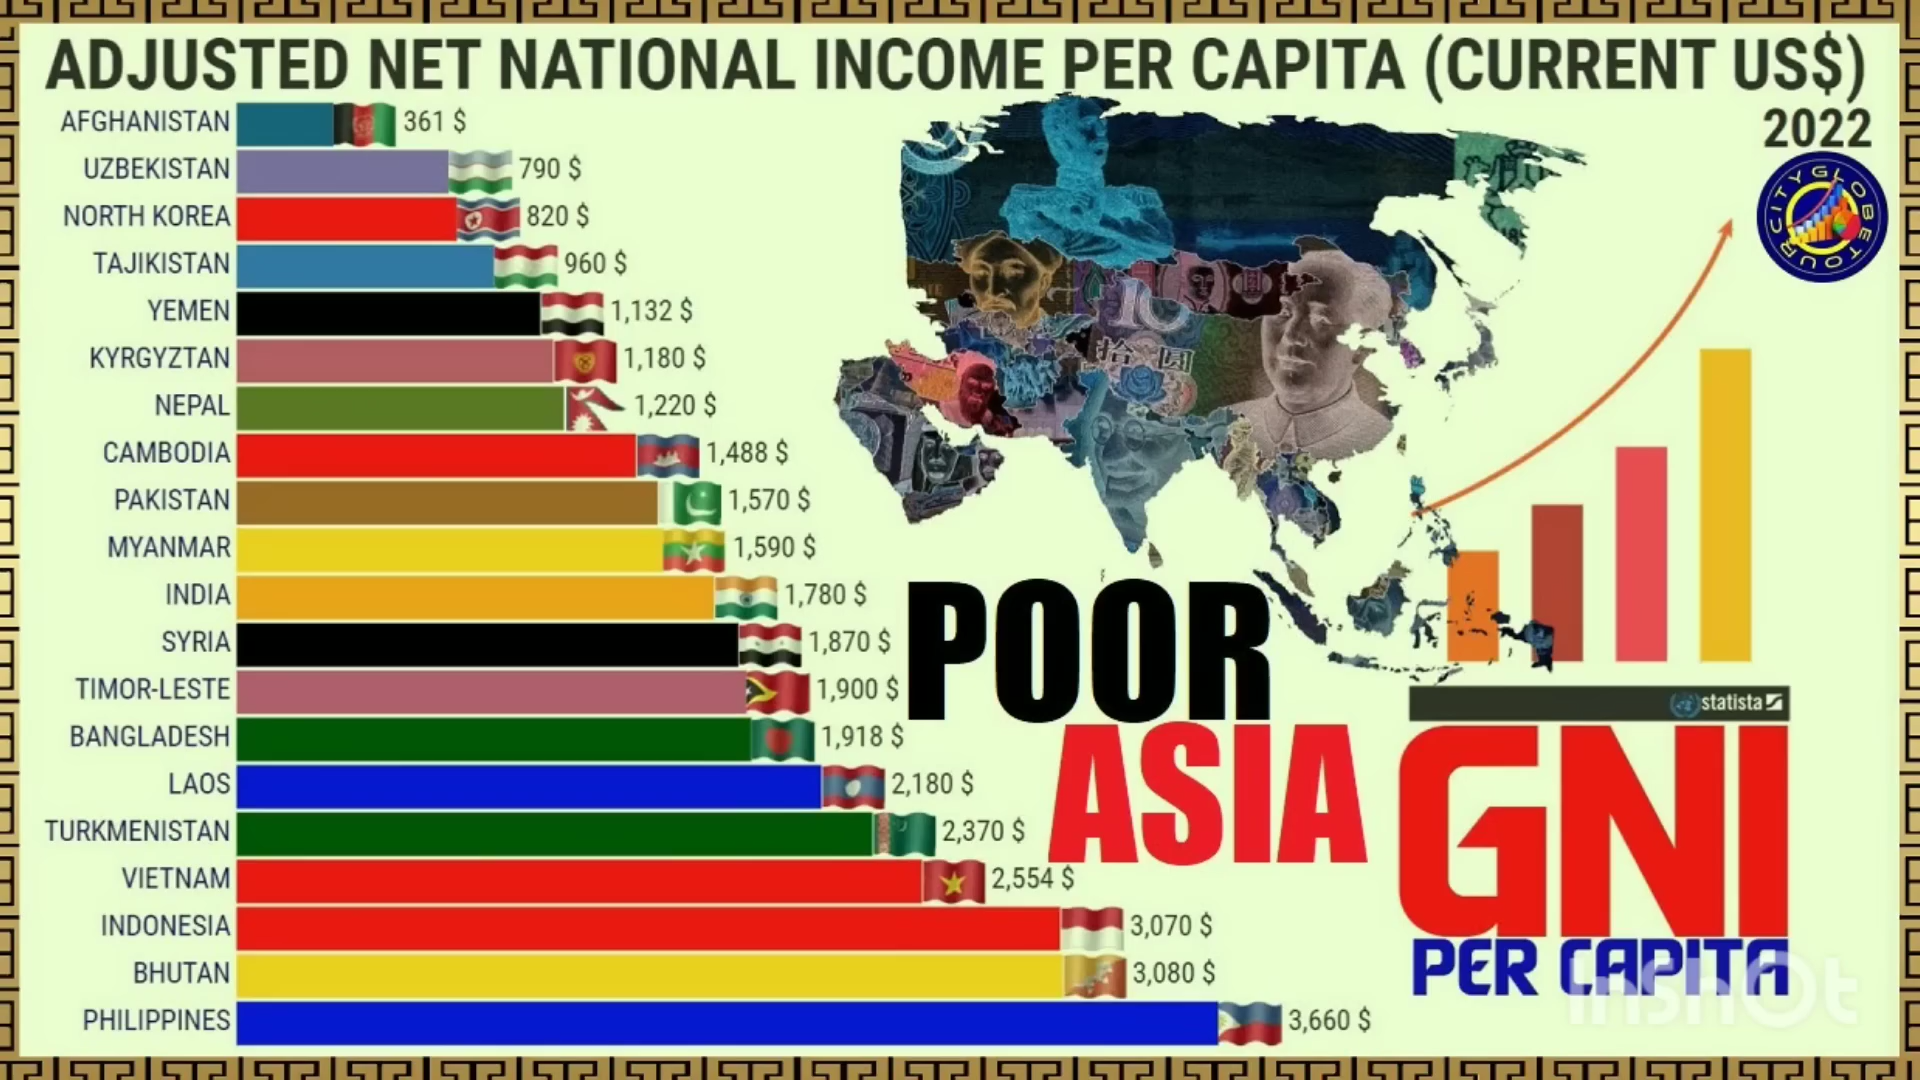 ADJUSTED NET NATIONAL INCOME PER CAPITA (CURRENT US$)
2022
CITYGLOBETOUR
AFGHANISTAN 361 $
UZBEKISTAN 790 $
NORTH KOREA 820 $
TAJIKISTAN 960 $
YEMEN 1,132 $
KYRGYZTAN 1,180 $
NEPAL 1,220 $
CAMBODIA 1,488 $
PAKISTAN 1,570 $
MYANMAR 1,590 $
INDIA 1,780 $
SYRIA 1,870 $
TIMOR-LESTE 1,900 $
BANGLADESH 1,918 $
LAOS 2,180 $
TURKMENISTAN 2,370 $
VIETNAM 2,554 $
INDONESIA 3,070 $
BHUTAN 3,080 $
PHILIPPINES 3,660 $
10
拾圆
POOR
ASIA
statista
GNI
PER CAPITA
InShOt